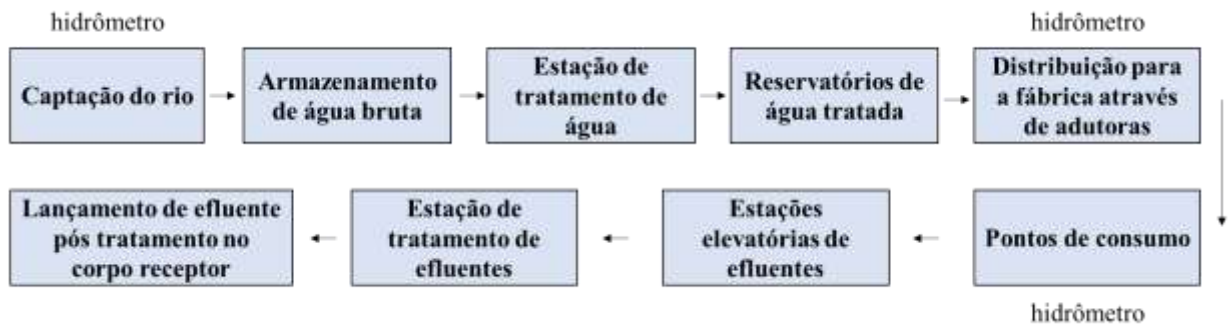 hidrômetro
hidrômetro
Captação do rio
Armazenamento
de água bruta
Estação de
tratamento de
água
Reservatórios de
água tratada
Distribuição para
a fábrica através
de adutoras
Pontos de consumo
hidrômetro
Estações
elevatórias de
efluentes
Estação de
tratamento de
efluentes
Lançamento de efluente
pós tratamento no
corpo receptor